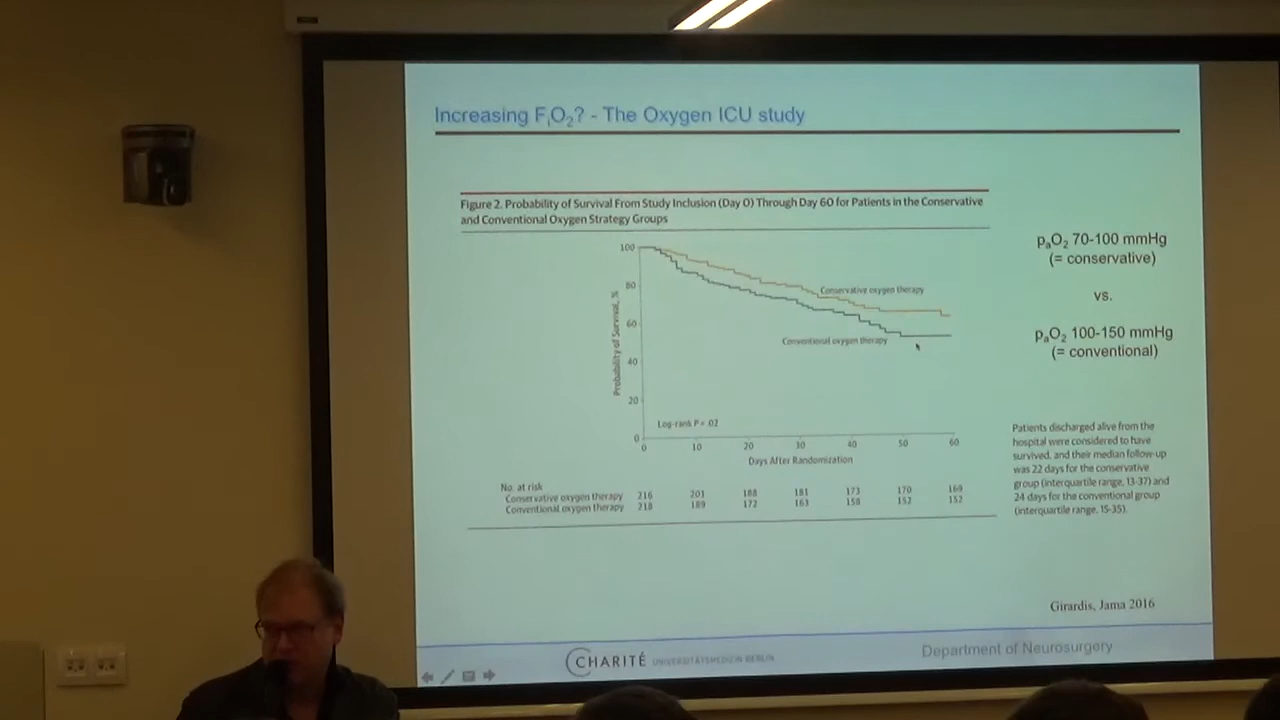 Increasing FiO2? - The Oxygen ICU study
Figure 2. Probability of Survival From Study Inclusion (Day 0) Through Day 60 for Patients in the Conservative
and Conventional Oxygen Strategy Groups
100
80
60
40
20
0
Probability of Survival, %
Conservative oxygen therapy
Conventional oxygen therapy
Log-rank P = .02
0 10 20 30 40 50 60
Days After Randomization
No. at risk
Conservative oxygen therapy 216 201 188 181 173 170 169
Conventional oxygen therapy 218 189 172 163 158 152 152
paO2 70-100 mmHg
(= conservative)
vs.
paO2 100-150 mmHg
(= conventional)
Patients discharged alive from the
hospital were considered to have
survived, and their median follow-up
was 22 days for the conservative
group (interquartile range, 13-37) and
24 days for the conventional group
(interquartile range, 15-35).
Girardis, Jama 2016
CHARITÉ UNIVERSITÄTSMEDIZIN BERLIN
Department of Neurosurgery